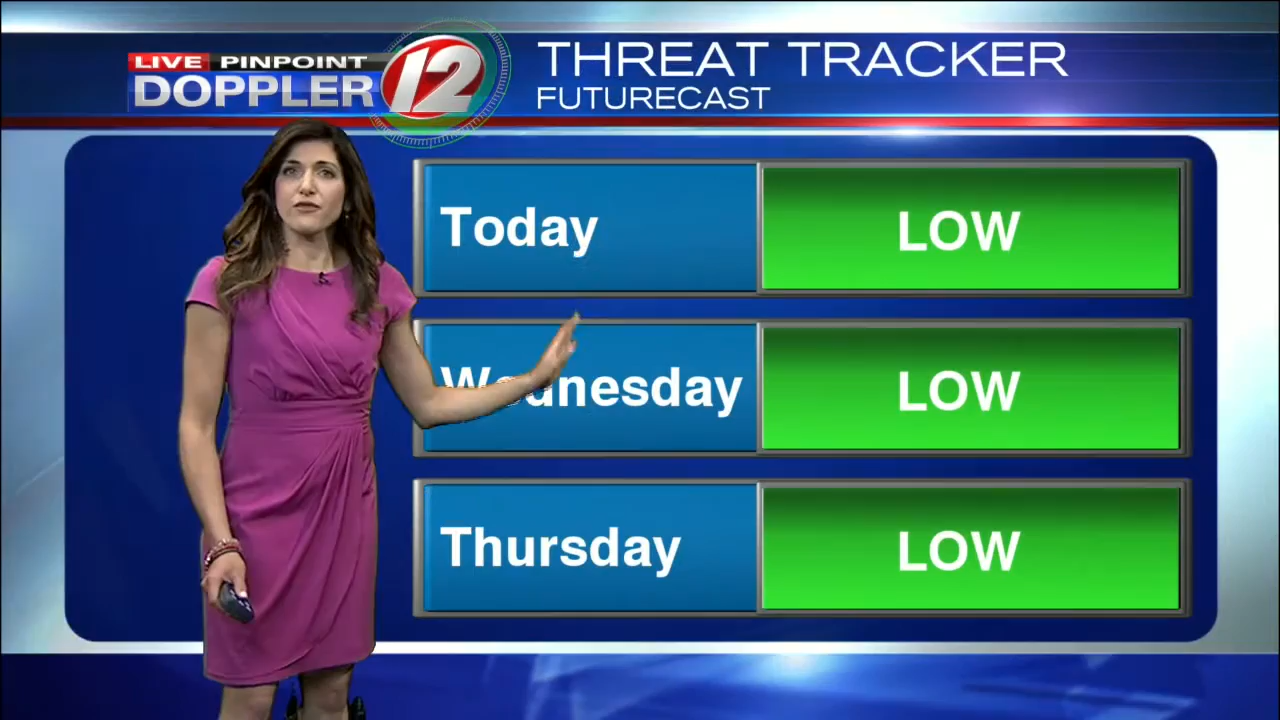 LIVE PINPOINT
DOPPLER 12
THREAT TRACKER
FUTURECAST
Today LOW
Wednesday LOW
Thursday LOW